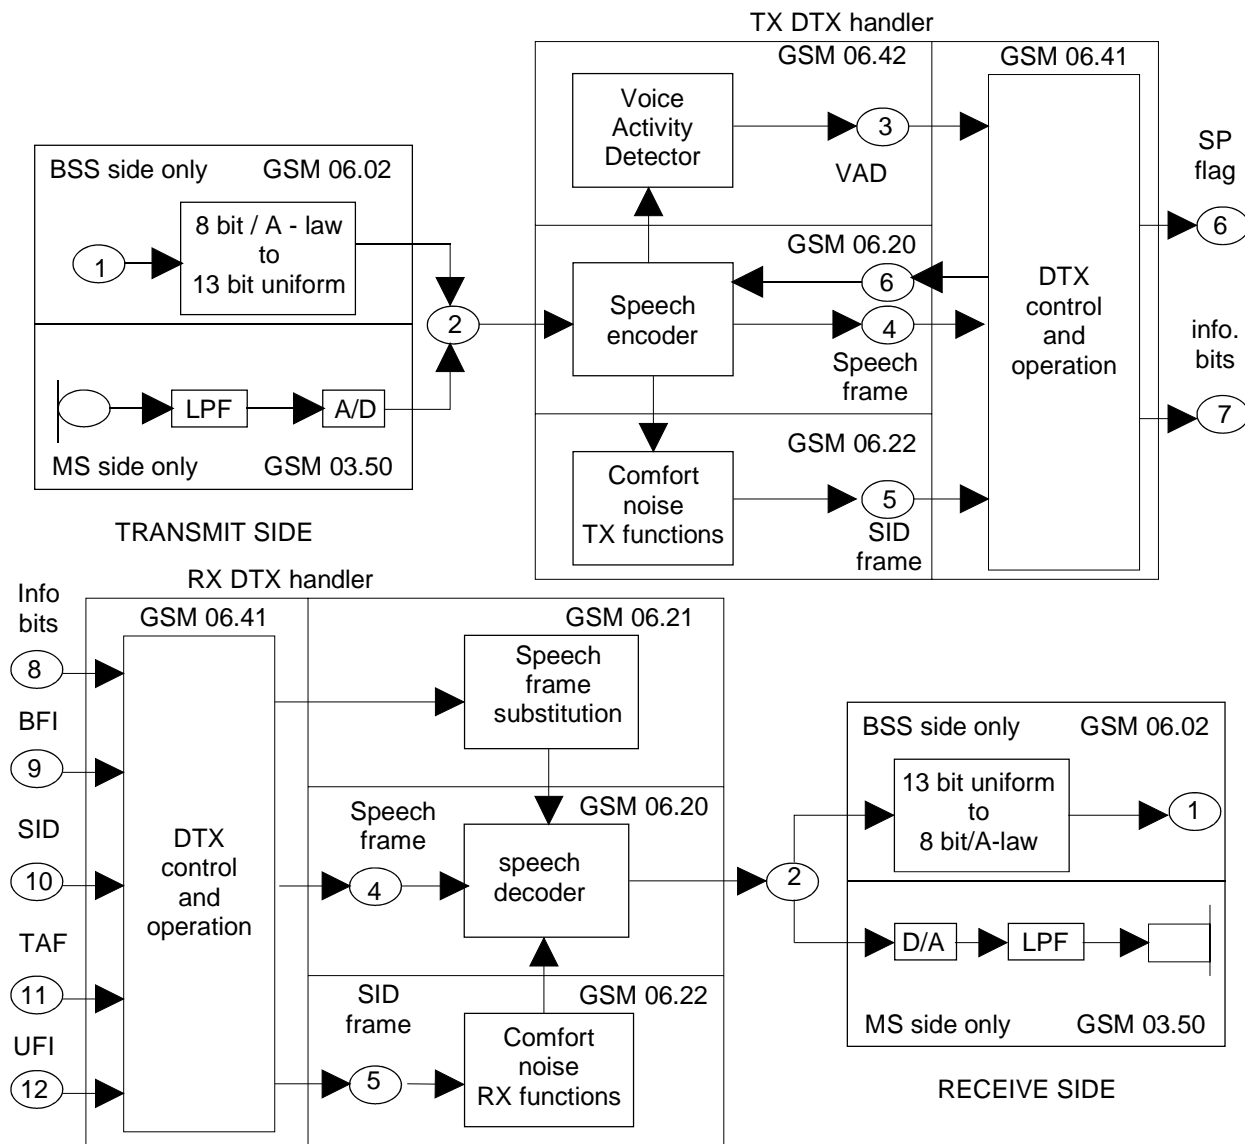 TX DTX handler
GSM 06.42
GSM 06.41
Voice
Activity
Detector
3
VAD
SP
flag
6
BSS side only
GSM 06.02
8 bit / A - law
to
13 bit uniform
1
2
GSM 06.20
6
Speech
encoder
4
Speech
frame
DTX
control
and
operation
info.
bits
7
LPF
A/D
MS side only
GSM 03.50
GSM 06.22
Comfort
noise
TX functions
5
SID
frame
TRANSMIT SIDE
RX DTX handler
Info
bits
8
BFI
9
SID
10
TAF
11
UFI
12
GSM 06.41
DTX
control
and
operation
GSM 06.21
Speech
frame
substitution
GSM 06.20
Speech
frame
4
speech
decoder
GSM 06.22
SID
frame
5
Comfort
noise
RX functions
2
BSS side only
GSM 06.02
13 bit uniform
to
8 bit/A-law
1
D/A
LPF
MS side only
GSM 03.50
RECEIVE SIDE